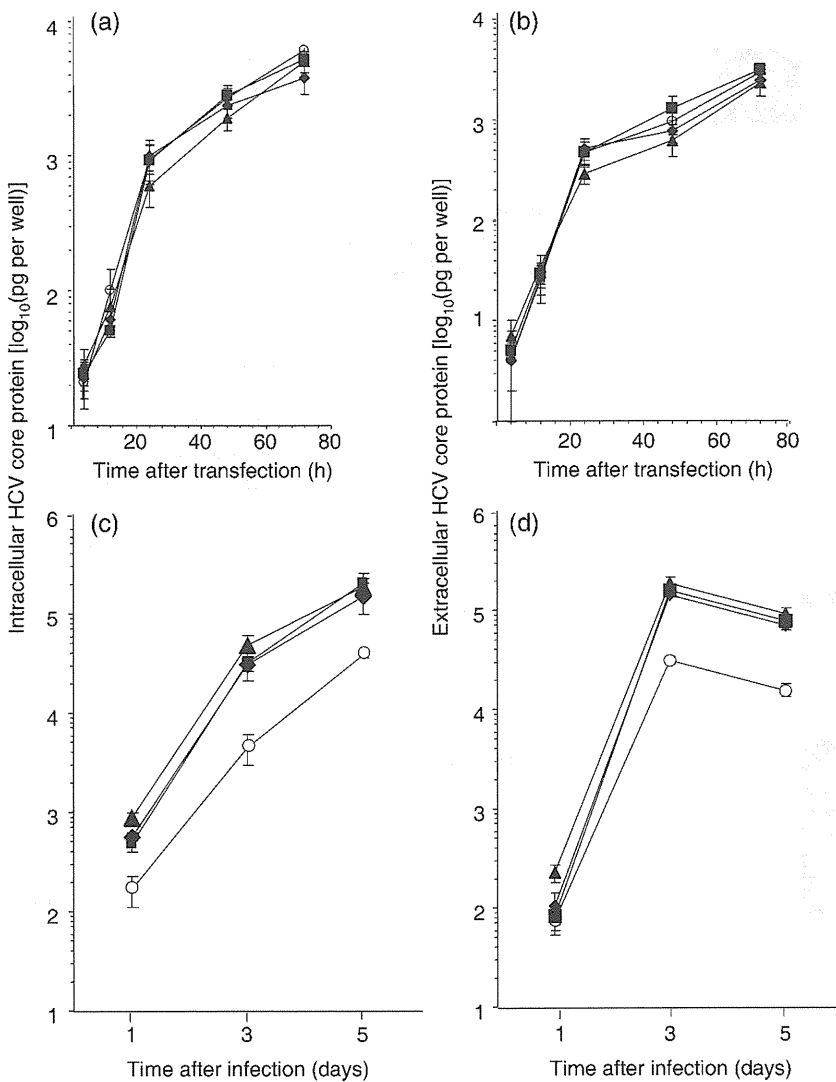 (a)
4
3
2
1
20 40 60 80
Time after transfection (h)
(b)
4
3
2
1
20 40 60 80
Time after transfection (h)
Intracellular HCV core protein [log10(pg per well)]
Extracellular HCV core protein [log10(pg per well)]
(c)
6
5
4
3
2
1
1 3 5
Time after infection (days)
(d)
6
5
4
3
2
1
1 3 5
Time after infection (days)